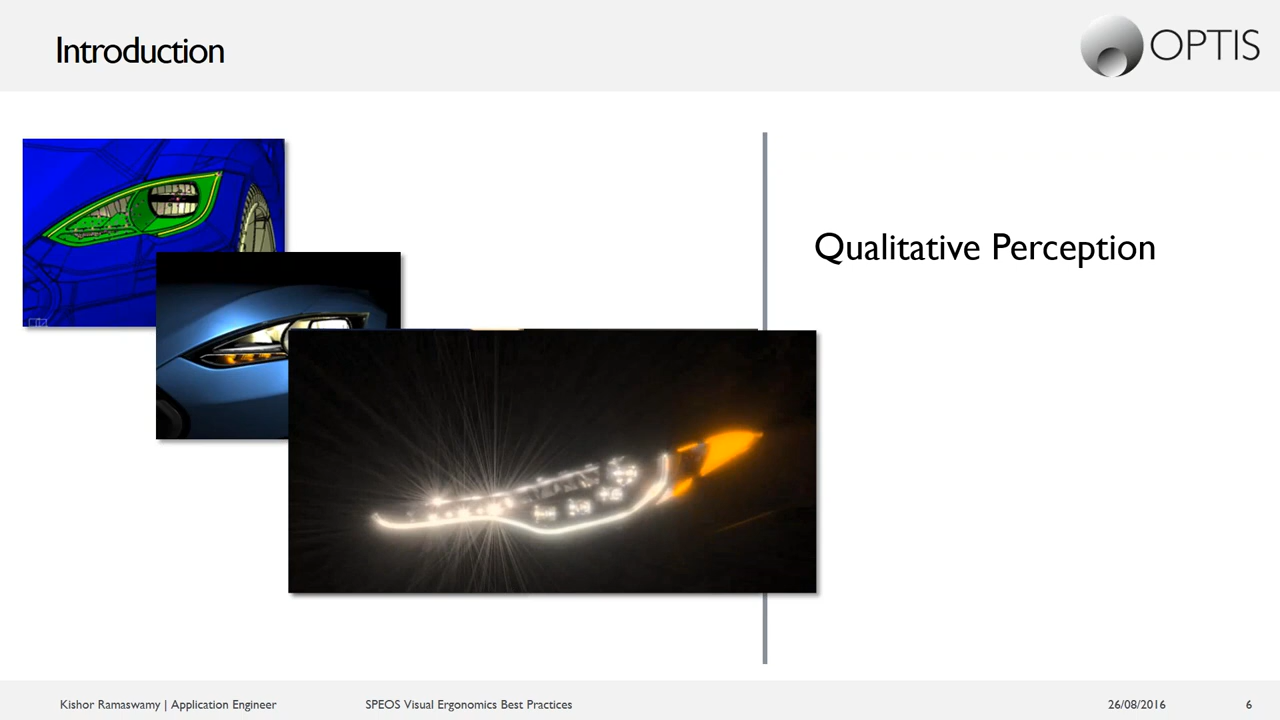 Introduction
OPTIS
Qualitative Perception
Kishor Ramaswamy | Application Engineer
SPEOS Visual Ergonomics Best Practices
26/08/2016
6